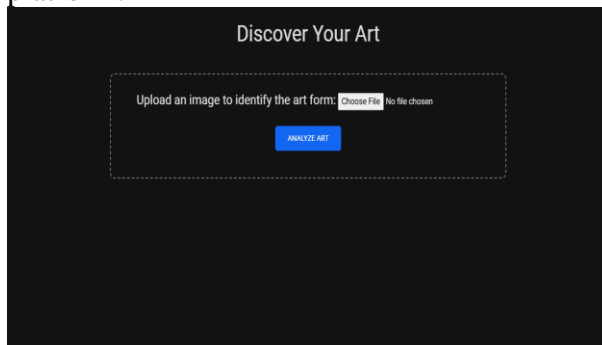 Discover Your Art
Upload an image to identify the art form: Choose File No file chosen
ANALYZE ART